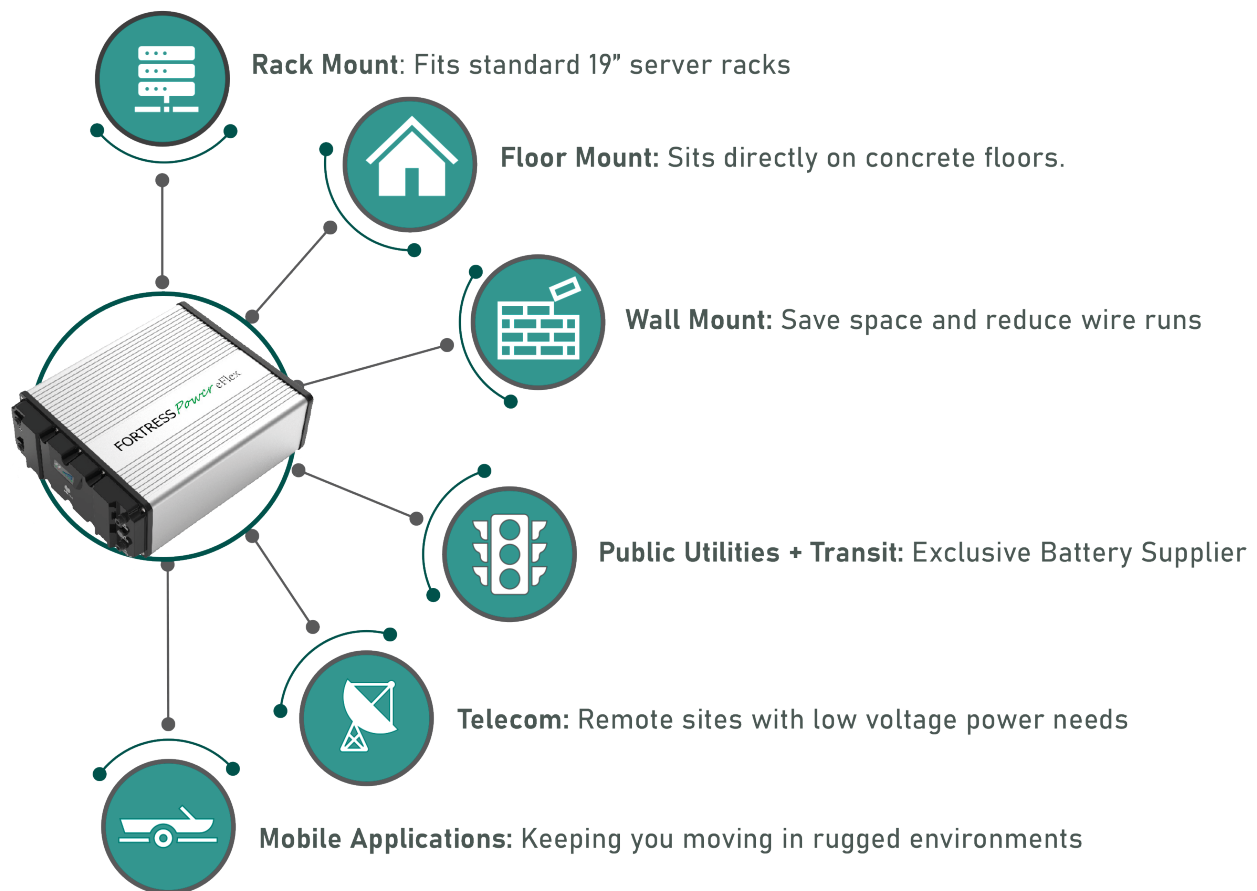 Rack Mount: Fits standard 19" server racks
Floor Mount: Sits directly on concrete floors.
Wall Mount: Save space and reduce wire runs
FORTRESS Power eFlex
Public Utilities + Transit: Exclusive Battery Supplier
Telecom: Remote sites with low voltage power needs
Mobile Applications: Keeping you moving in rugged environments